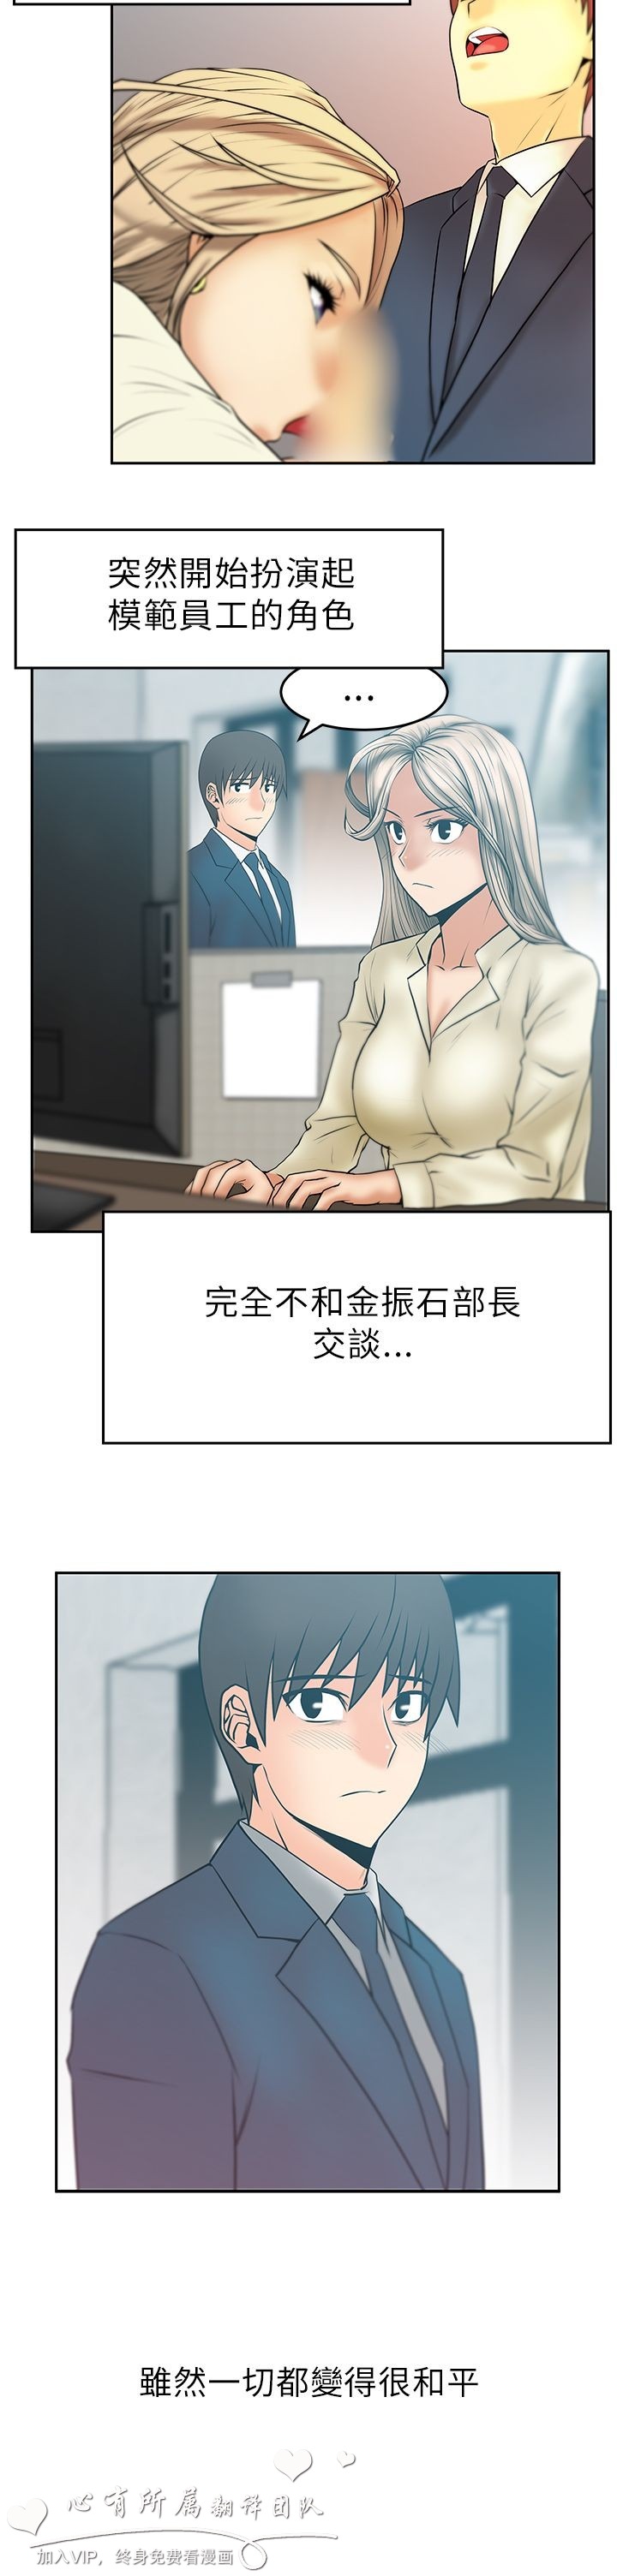 突然開始扮演起
模範員工的角色
...
完全不和金振石部長
交談...
雖然一切都變得很和平
心有所属翻译团队
加入VIP，终身免费看漫画